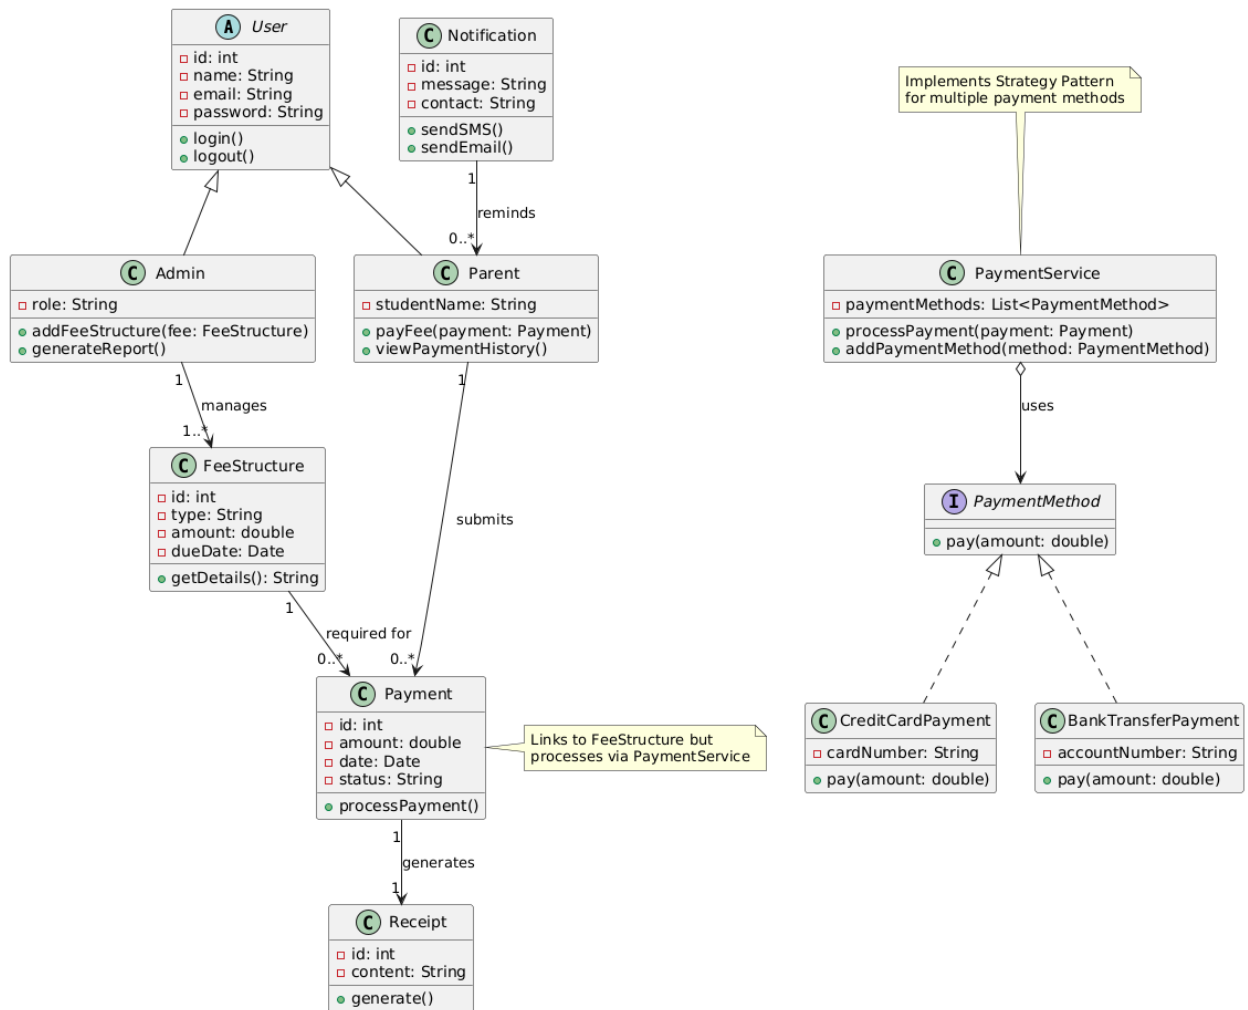 A User
id: int
name: String
email: String
password: String
login()
logout()
C Notification
id: int
message: String
contact: String
sendSMS()
sendEmail()
Implements Strategy Pattern
for multiple payment methods
1
reminds
0..*
C Admin
role: String
addFeeStructure(fee: FeeStructure)
generateReport()
C Parent
studentName: String
payFee(payment: Payment)
viewPaymentHistory()
C PaymentService
paymentMethods: List<PaymentMethod>
processPayment(payment: Payment)
addPaymentMethod(method: PaymentMethod)
1
manages
1..*
1
submits
0..*
uses
C FeeStructure
id: int
type: String
amount: double
dueDate: Date
getDetails(): String
I PaymentMethod
pay(amount: double)
1
required for
0..*
C Payment
id: int
amount: double
date: Date
status: String
processPayment()
Links to FeeStructure but
processes via PaymentService
C CreditCardPayment
cardNumber: String
pay(amount: double)
C BankTransferPayment
accountNumber: String
pay(amount: double)
1
generates
1
C Receipt
id: int
content: String
generate()